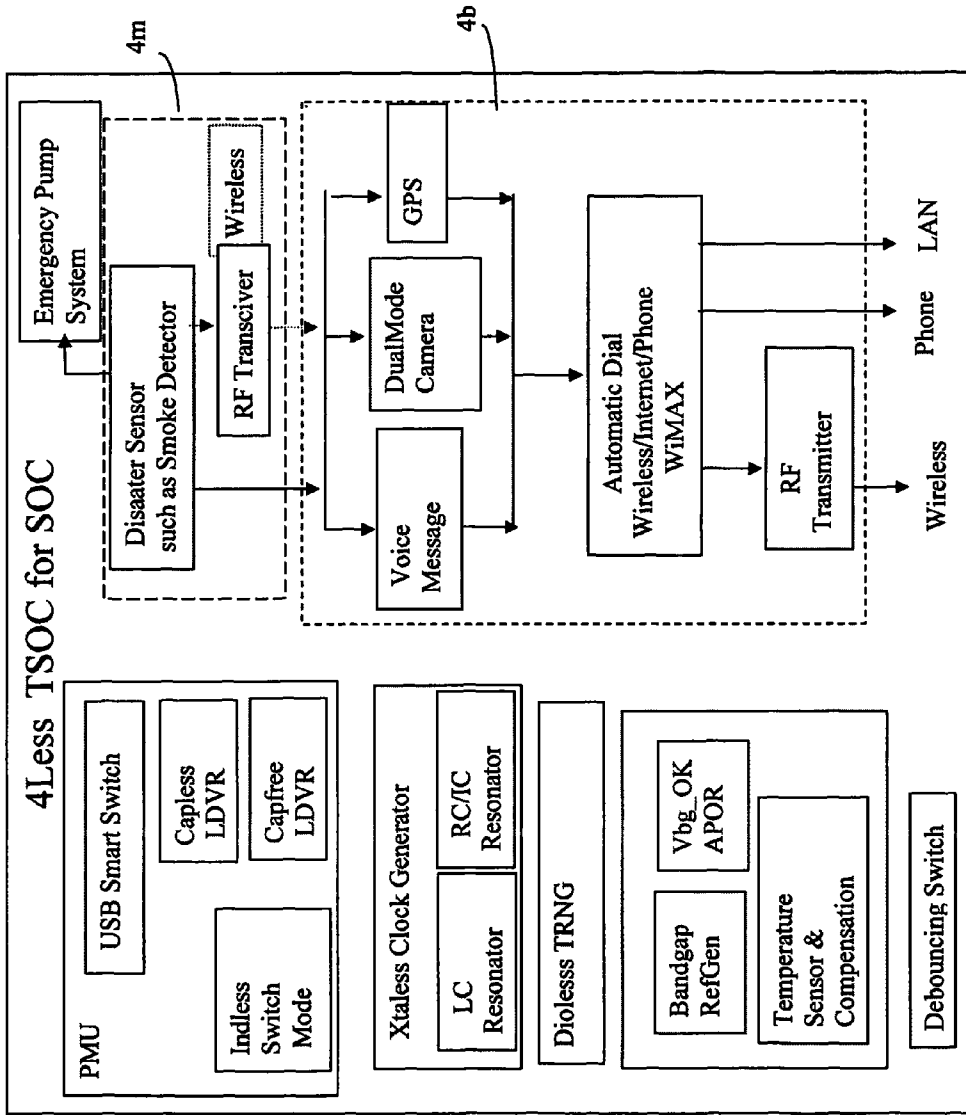 4Less TSOC for SOC
PMU
USB Smart Switch
Capless
LDVR
Capfree
LDVR
Indless
Switch
Mode
Xtaless Clock Generator
LC
Resonator
RC/IC
Resonator
Diolesss TRNG
Bandgap
RefGen
Vbg_OK
APOR
Temperature
Sensor &
Compensation
Debouncing Switch
Emergency Pump
System
4m
Disaater Sensor
such as Smoke Detector
RF Transciver
Wireless
4b
Voice
Message
DualMode
Camera
GPS
Automatic Dial
Wireless/Internet/Phone
WiMAX
RF
Transmitter
Wireless
Phone
LAN